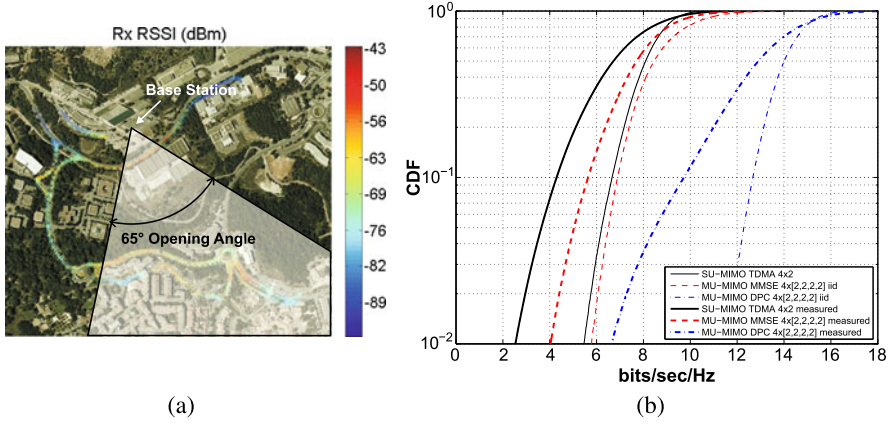 Rx RSSI (dBm)
Base Station
65° Opening Angle
-43
-50
-56
-63
-69
-76
-82
-89
(a)
CDF
10^0
10^-1
10^-2
SU-MIMO TDMA 4x2
MU-MIMO MMSE 4x[2,2,2,2] iid
MU-MIMO DPC 4x[2,2,2,2] iid
SU-MIMO TDMA 4x2 measured
MU-MIMO MMSE 4x[2,2,2,2] measured
MU-MIMO DPC 4x[2,2,2,2] measured
0 2 4 6 8 10 12 14 16 18
bits/sec/Hz
(b)